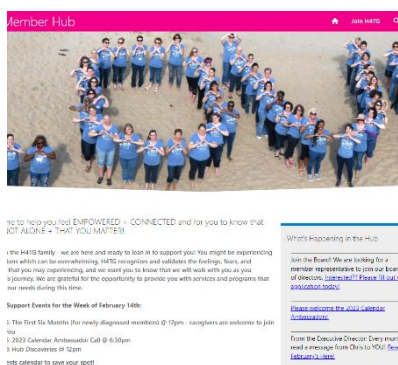 Member Hub
Join H4TG
re to help you feel EMPOWERED + CONNECTED and for you to know that
OT ALONE + THAT YOU MATTER!
the H4TG family - we are here and ready to lean in to support you! You might be experiencing
ions which can be overwhelming. H4TG recognizes and validates the feelings, fears, and
that you may experiencing, and we want you to know that we will walk with you as you
s journey. We are grateful for the opportunity to provide you with services and programs that
our needs during this time.
Support Events for the Week of February 14th:
: The First Six Months (for newly diagnosed members) @ 12pm - caregivers are welcome to join
you
: 2023 Calendar Ambassador Call @ 6:30pm
: Hub Discoveries @ 12pm
ents calendar to save your spot!
What's Happening in the Hub
Join the Board! We are looking for a
member representative to join our boar
of directors. Interested?? Please fill out
application today!
Please welcome the 2023 Calendar
Ambassadors!
From the Executive Director: Every mon
read a message from Chris to YOU! Rea
February's Here!